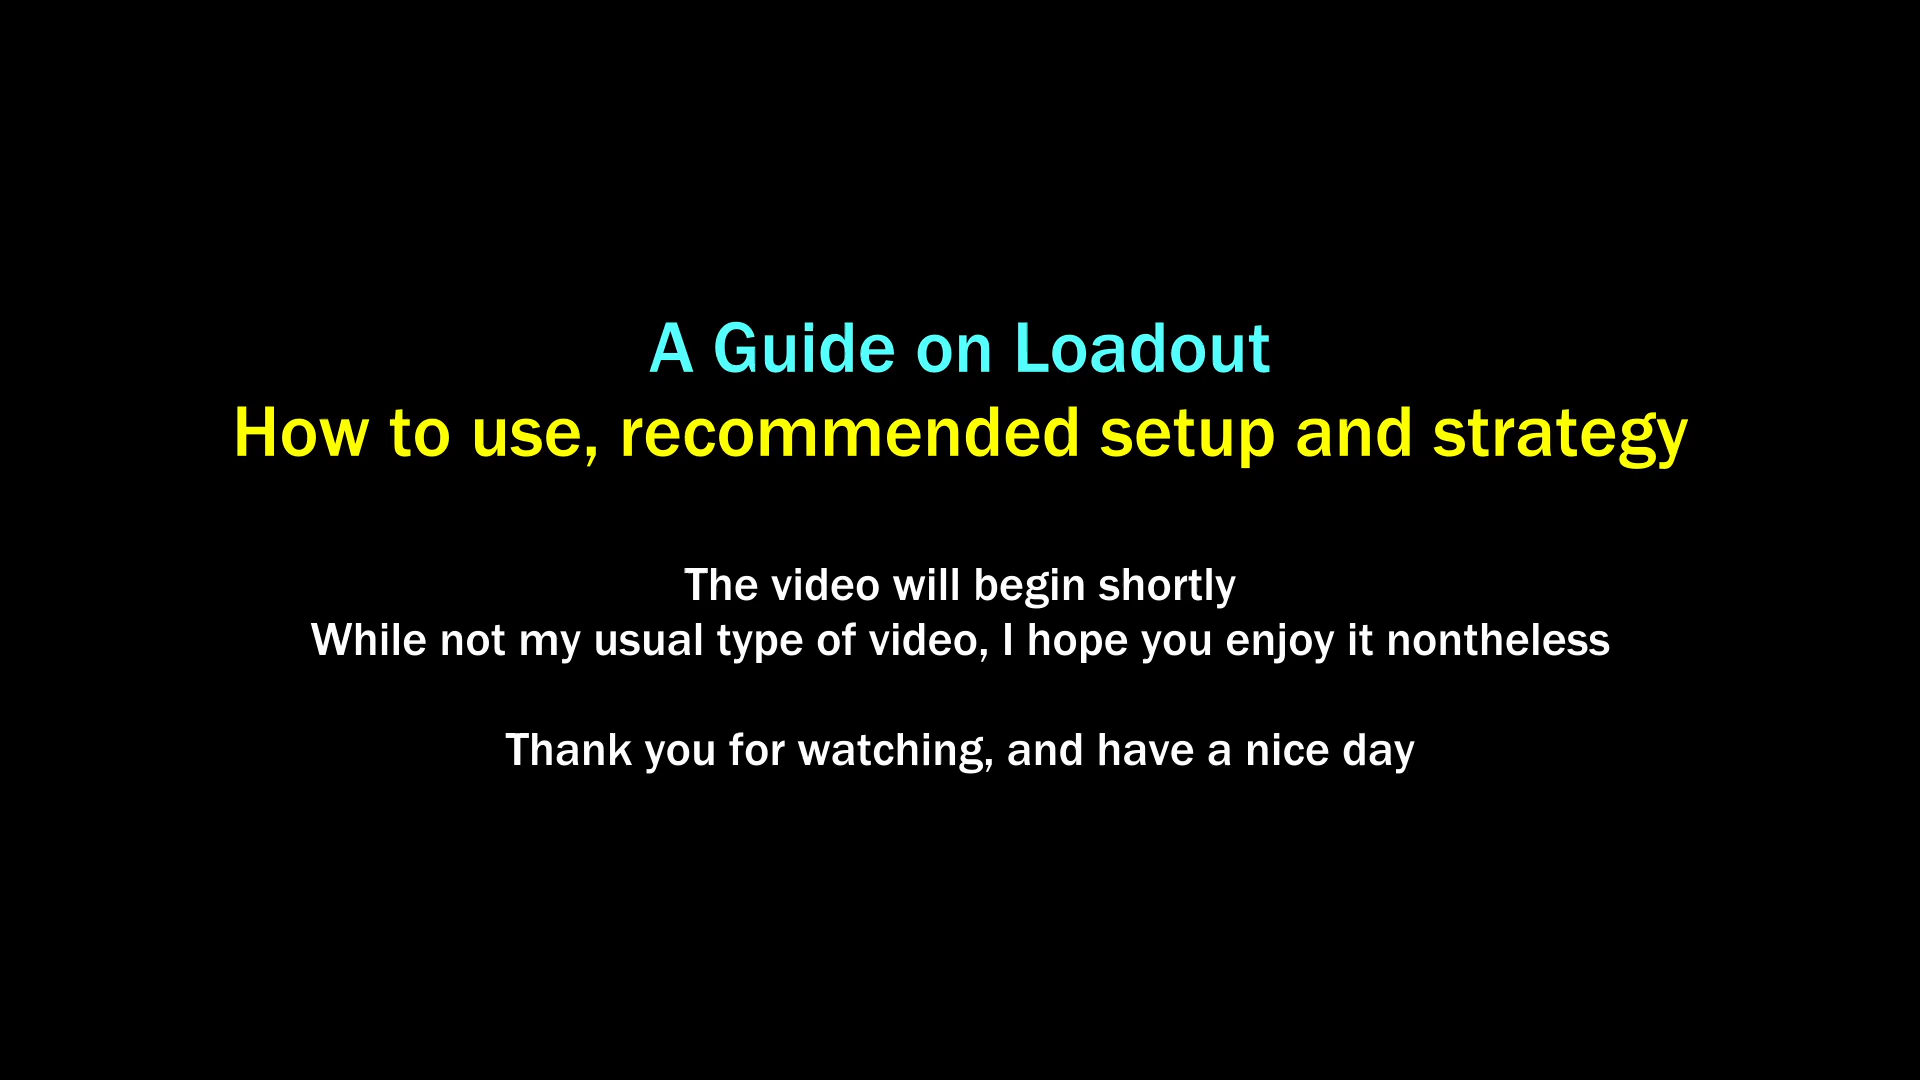 A Guide on Loadout
How to use, recommended setup and strategy
The video will begin shortly
While not my usual type of video, I hope you enjoy it nontheless
Thank you for watching, and have a nice day